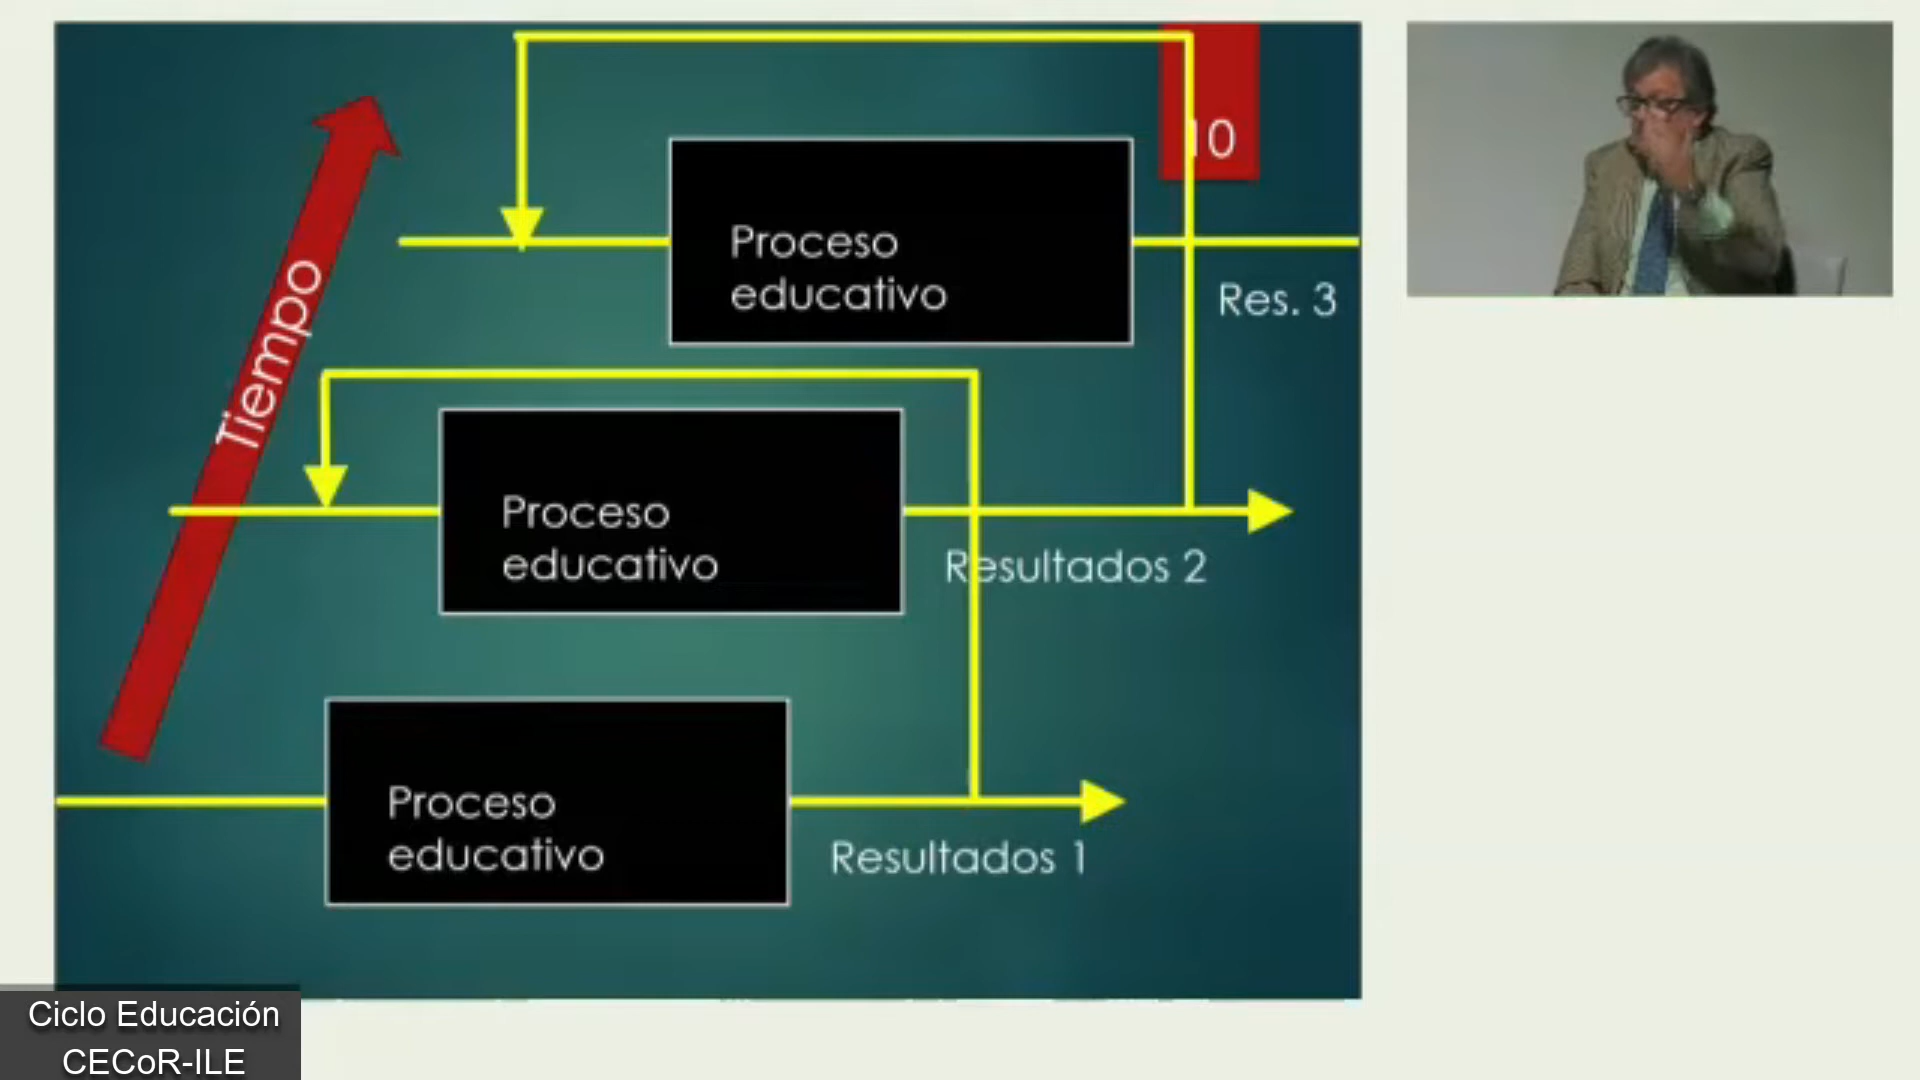 10
Proceso
educativo
Res. 3
Tiempo
Proceso
educativo
Resultados 2
Proceso
educativo
Resultados 1
Ciclo Educación
CECoR-ILE